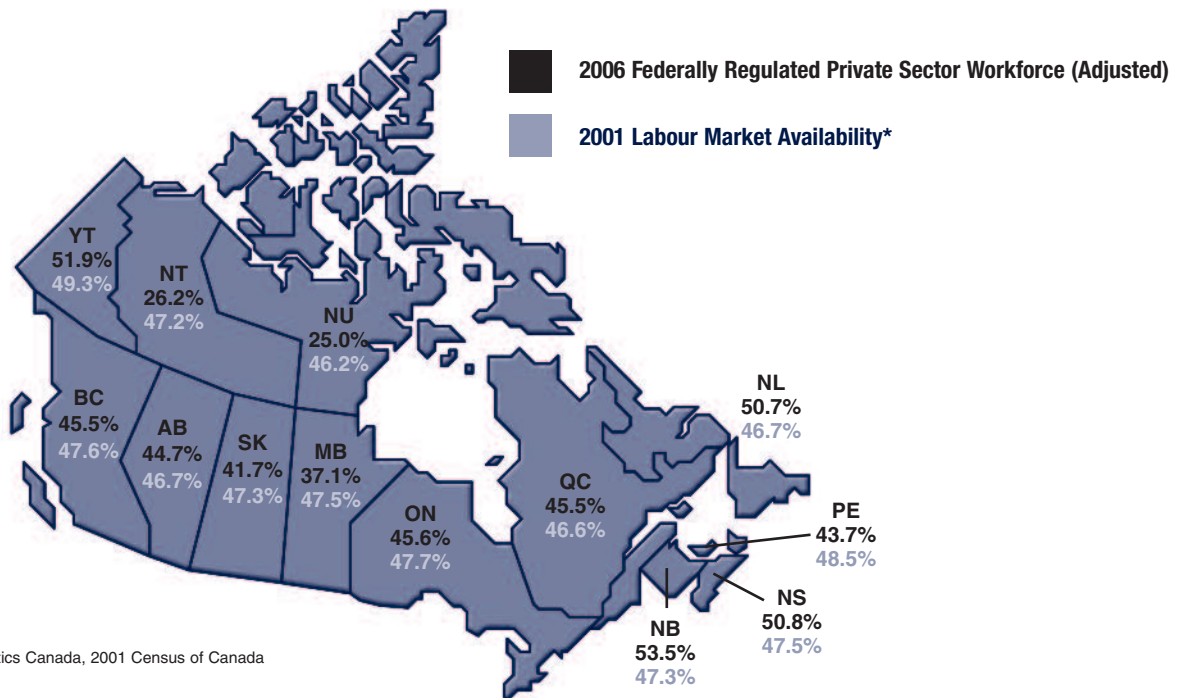 2006 Federally Regulated Private Sector Workforce (Adjusted)
2001 Labour Market Availability*
YT
51.9%
49.3%
NT
26.2%
47.2%
NU
25.0%
46.2%
BC
45.5%
47.6%
AB
44.7%
46.7%
SK
41.7%
47.3%
MB
37.1%
47.5%
ON
45.6%
47.7%
QC
45.5%
46.6%
NL
50.7%
46.7%
PE
43.7%
48.5%
NS
50.8%
47.5%
NB
53.5%
47.3%
Canada, 2001 Census of Canada